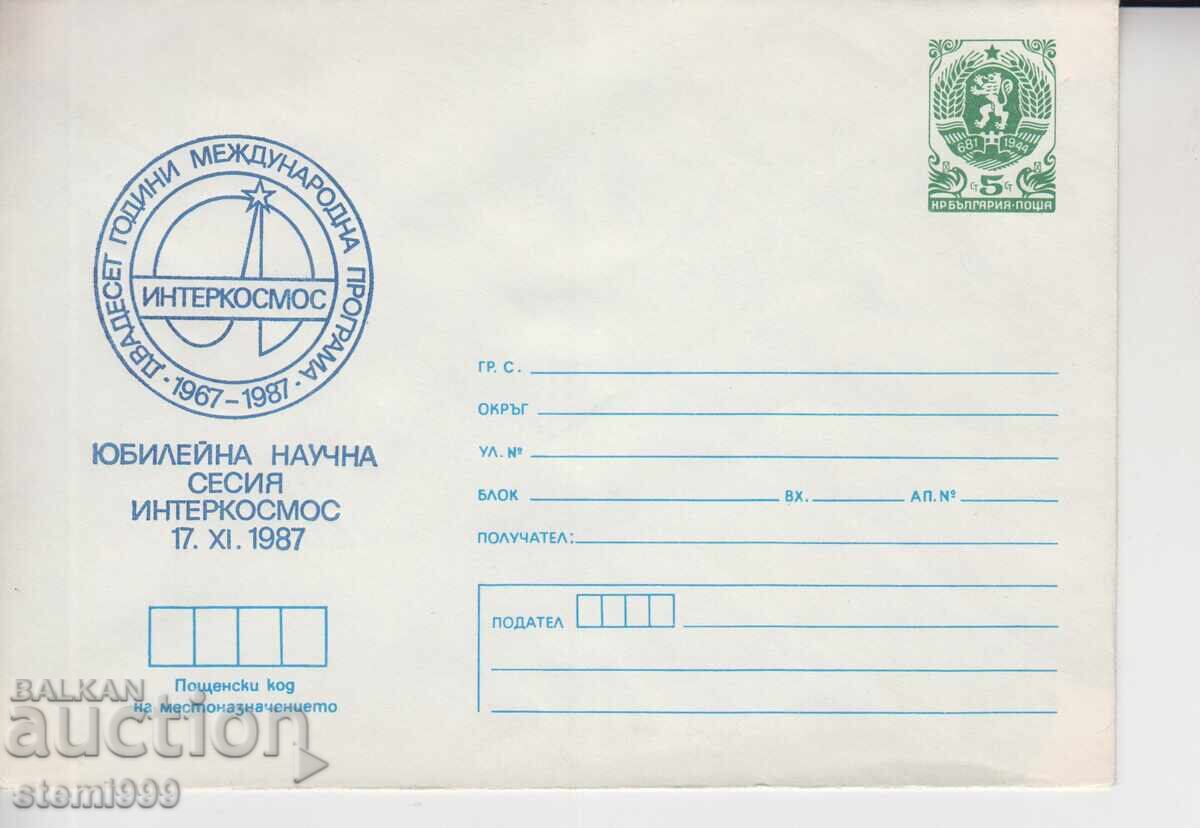 ДВАДЕСЕТ ГОДИНИ МЕЖДУНАРОДНА ПРОГРАМА
ИНТЕРКОСМОС
· 1967-1987 ·
ЮБИЛЕЙНА НАУЧНА
СЕСИЯ
ИНТЕРКОСМОС
17. XI. 1987
681 1944
СТ 5 СТ
НР БЪЛГАРИЯ·ПОЩА
ГР. С.
ОКРЪГ
УЛ. №
БЛОК ВХ. АП. №
ПОЛУЧАТЕЛ:
ПОДАТЕЛ
Пощенски код
на местоназначението
BALKAN
auction
stemi999